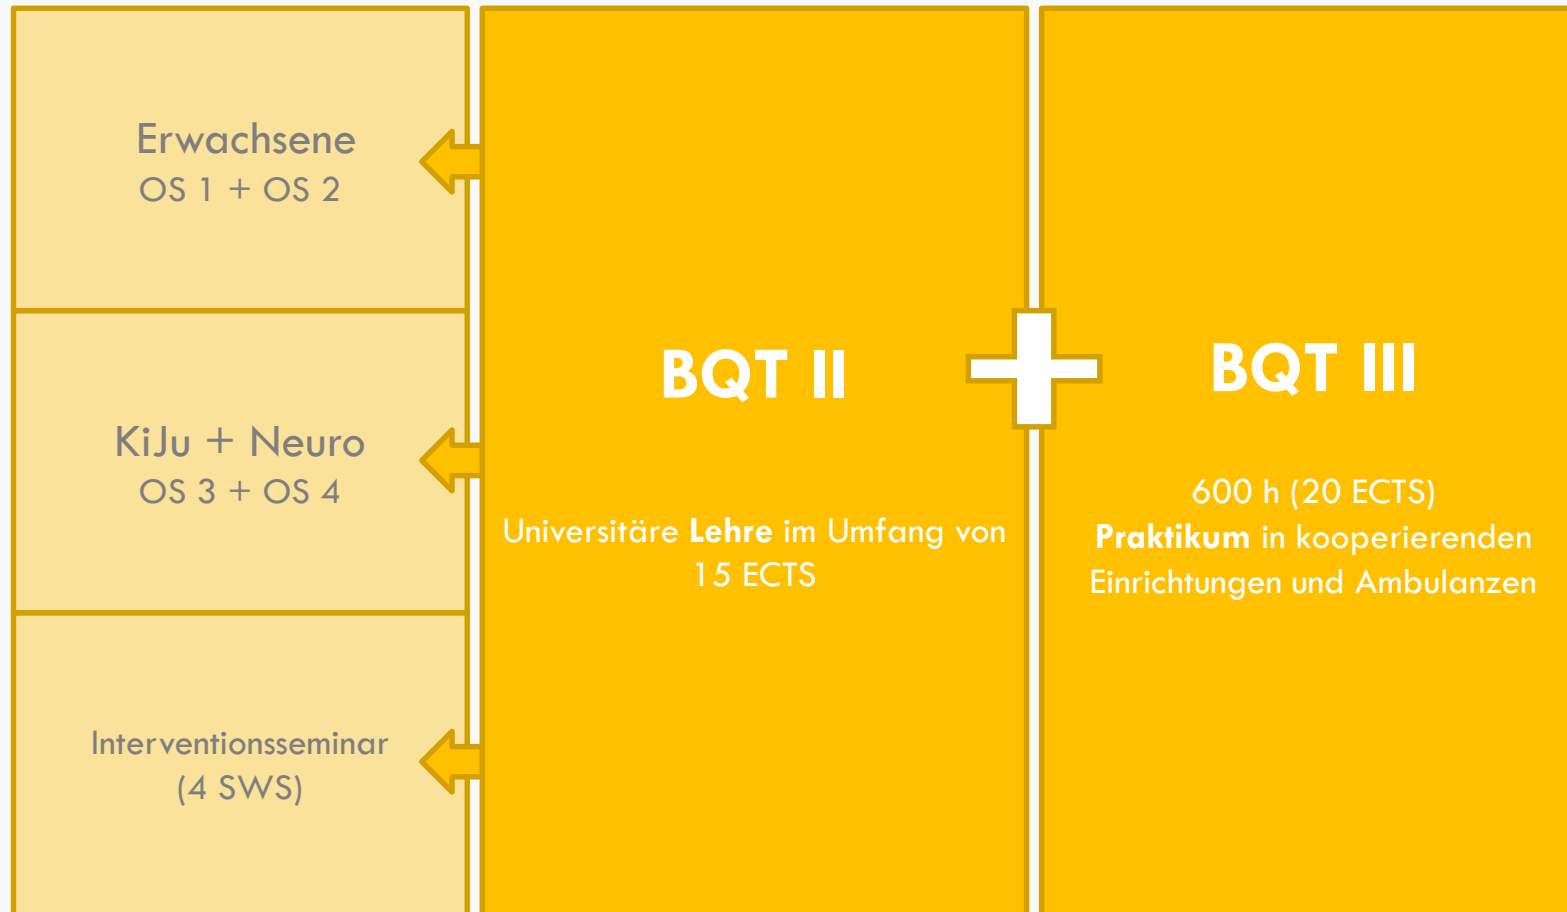 Erwachsene
OS 1 + OS 2
KiJu + Neuro
OS 3 + OS 4
Interventionsseminar
(4 SWS)
BQT II
Universitäre Lehre im Umfang von
15 ECTS
BQT III
600 h (20 ECTS)
Praktikum in kooperierenden
Einrichtungen und Ambulanzen